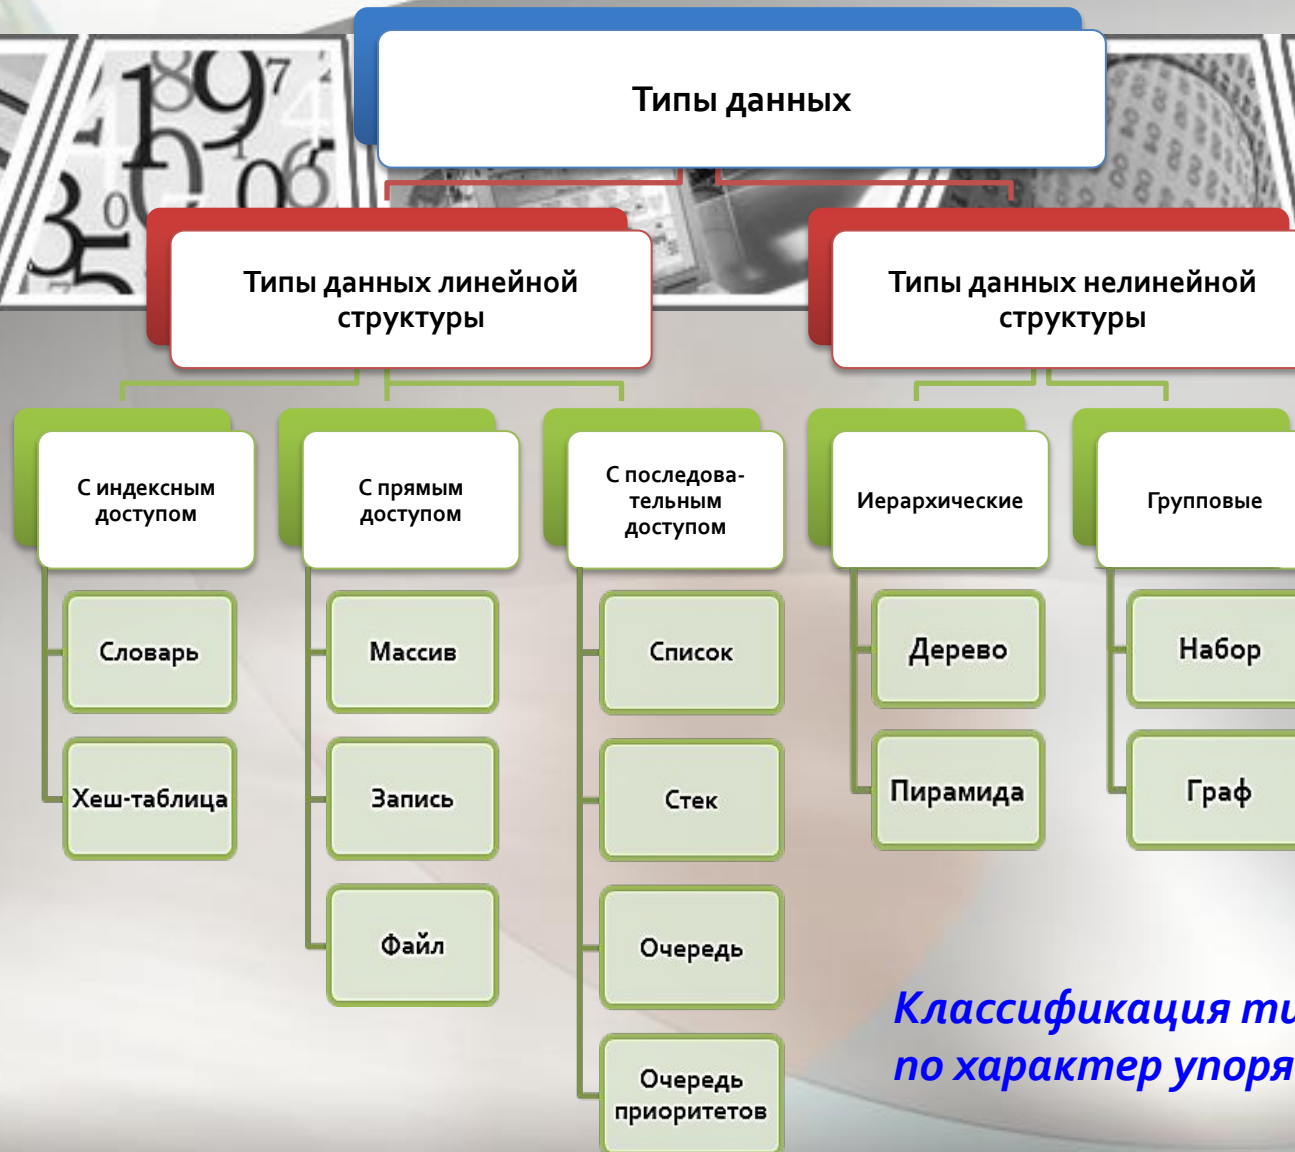 Типы данных
Типы данных линейной
структуры
Типы данных нелинейной
структуры
С индексным
доступом
С прямым
доступом
С последова-
тельным
доступом
Иерархические
Групповые
Словарь
Хеш-таблица
Массив
Запись
Файл
Список
Стек
Очередь
Очередь
приоритетов
Дерево
Пирамида
Набор
Граф
Классификация
по характер